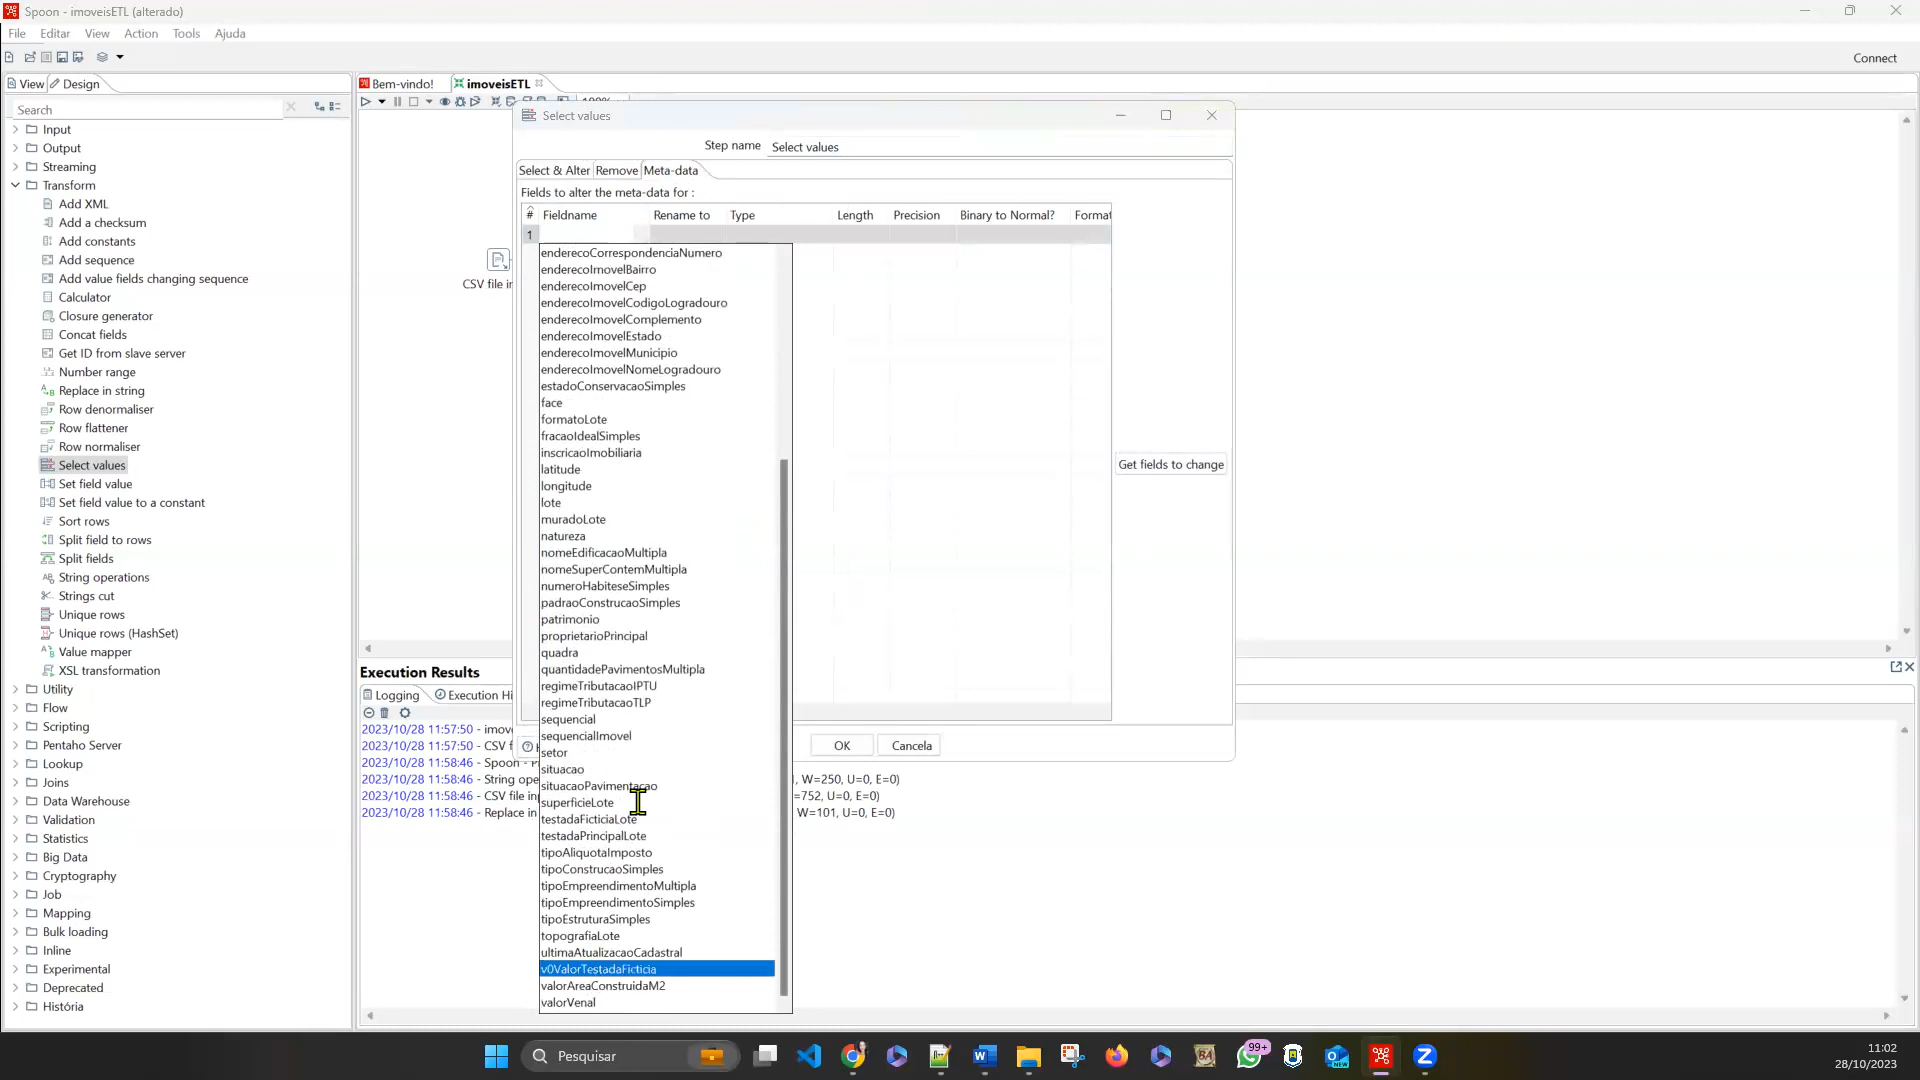 Spoon - imoveisETL (alterado)
File Editar View Action Tools Ajuda
Connect
View Design
Search
Input
Output
Streaming
Transform
Add XML
Add a checksum
Add constants
Add sequence
Add value fields changing sequence
Calculator
Closure generator
Concat fields
Get ID from slave server
Number range
Replace in string
Row denormaliser
Row flattener
Row normaliser
Select values
Set field value
Set field value to a constant
Sort rows
Split field to rows
Split fields
String operations
Strings cut
Unique rows
Unique rows (HashSet)
Value mapper
XSL transformation
Utility
Flow
Scripting
Pentaho Server
Lookup
Joins
Data Warehouse
Validation
Statistics
Big Data
Cryptography
Job
Mapping
Bulk loading
Inline
Experimental
Deprecated
História
Bem-vindo! imoveisETL
100%
CSV file in
Select values
Step name Select values
Select & Alter Remove Meta-data
Fields to alter the meta-data for :
# Fieldname Rename to Type Length Precision Binary to Normal? Format
1
enderecoCorrespondenciaNumero
enderecoImovelBairro
enderecoImovelCep
enderecoImovelCodigoLogradouro
enderecoImovelComplemento
enderecoImovelEstado
enderecoImovelMunicipio
enderecoImovelNomeLogradouro
estadoConservacaoSimples
face
formatoLote
fracaoIdealSimples
inscricaoImobiliaria
latitude
longitude
lote
muradoLote
natureza
nomeEdificacaoMultipla
nomeSuperContemMultipla
numeroHabiteseSimples
padraoConstrucaoSimples
patrimonio
proprietarioPrincipal
quadra
quantidadePavimentosMultipla
regimeTributacaoIPTU
regimeTributacaoTLP
sequencial
sequencialImovel
setor
situacao
situacaoPavimentacao
superficieLote
testadaFicticiaLote
testadaPrincipalLote
tipoAliquotaImposto
tipoConstrucaoSimples
tipoEmpreendimentoMultipla
tipoEmpreendimentoSimples
tipoEstruturaSimples
topografiaLote
ultimaAtualizacaoCadastral
v0ValorTestadaFicticia
valorAreaConstruidaM2
valorVenal
Get fields to change
OK Cancela
Execution Results
Logging Execution Hi
2023/10/28 11:57:50 - imov
2023/10/28 11:57:50 - CSV f
2023/10/28 11:58:46 - Spoon - P
2023/10/28 11:58:46 - String ope , W=250, U=0, E=0)
2023/10/28 11:58:46 - CSV file in =752, U=0, E=0)
2023/10/28 11:58:46 - Replace in W=101, U=0, E=0)
Pesquisar
99+
11:02
28/10/2023